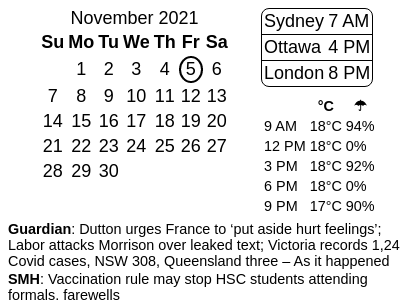 November 2021
Su Mo Tu We Th Fr Sa
1 2 3 4 5 6
7 8 9 10 11 12 13
14 15 16 17 18 19 20
21 22 23 24 25 26 27
28 29 30
Sydney 7 AM
Ottawa 4 PM
London 8 PM
°C ☂
9 AM 18°C 94%
12 PM 18°C 0%
3 PM 18°C 92%
6 PM 18°C 0%
9 PM 17°C 90%
Guardian: Dutton urges France to ‘put aside hurt feelings’;
Labor attacks Morrison over leaked text; Victoria records 1,24
Covid cases, NSW 308, Queensland three – As it happened
SMH: Vaccination rule may stop HSC students attending
formals, farewells